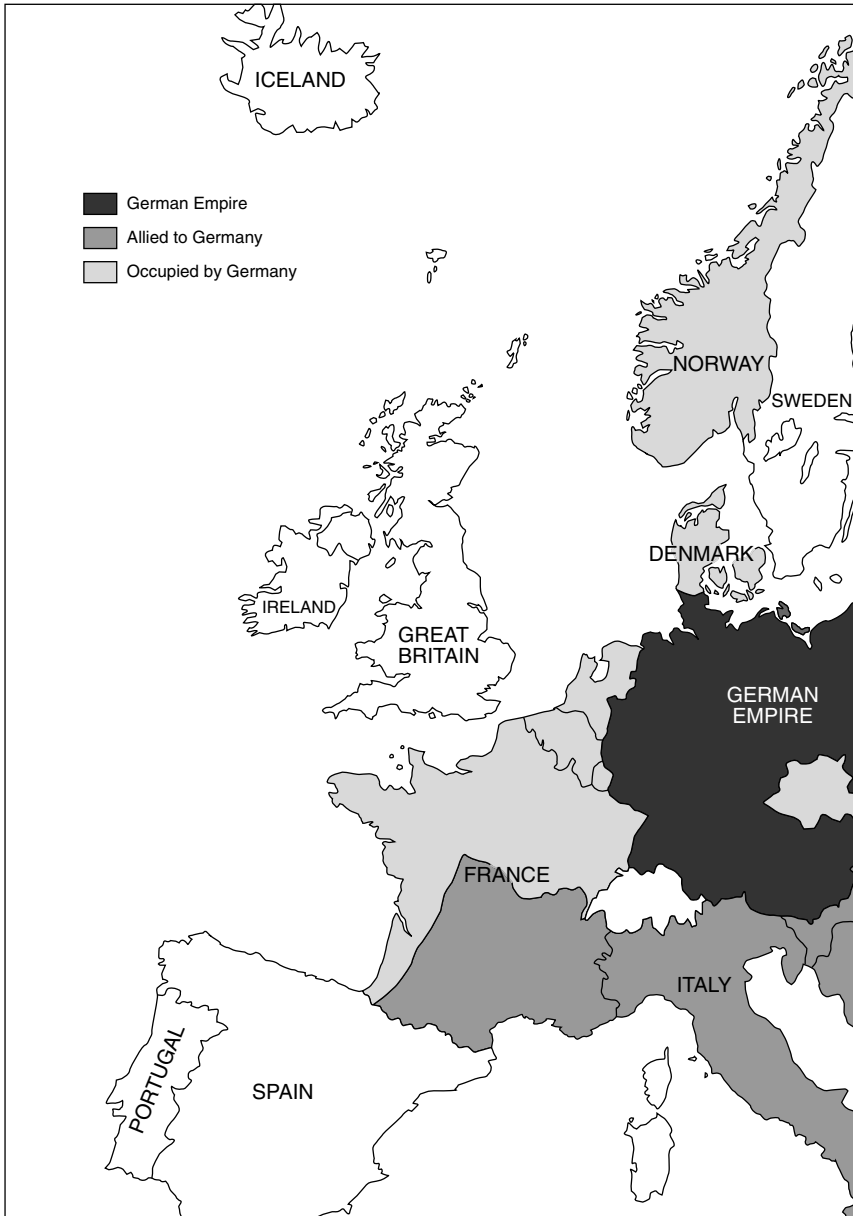 ICELAND
German Empire
Allied to Germany
Occupied by Germany
NORWAY
SWEDEN
DENMARK
IRELAND
GREAT
BRITAIN
GERMAN
EMPIRE
FRANCE
ITALY
PORTUGAL
SPAIN